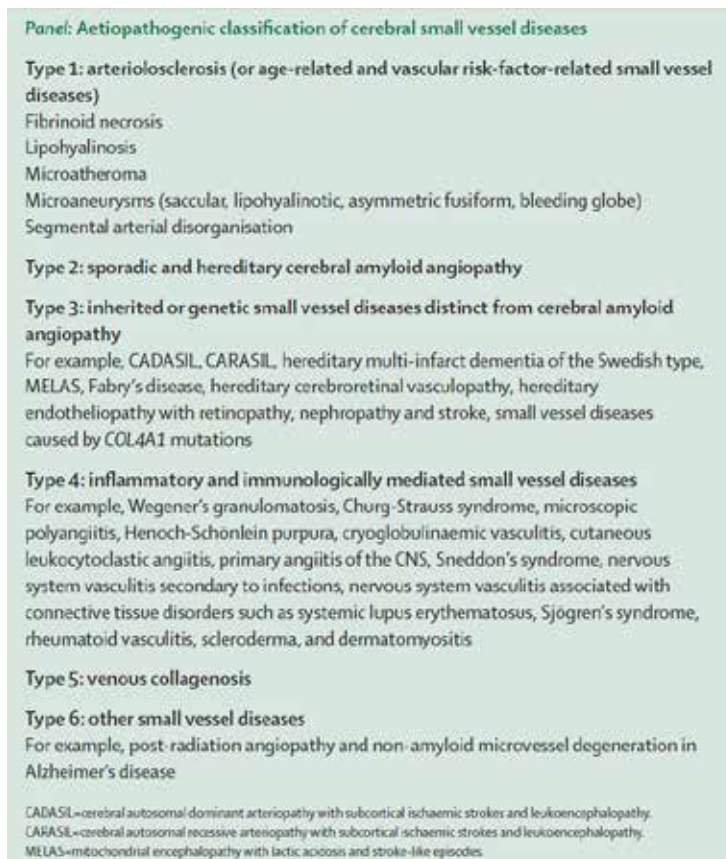 Panel: Aetiopathogenic classification of cerebral small vessel diseases
Type 1: arteriolosclerosis (or age-related and vascular risk-factor-related small vessel
diseases)
Fibrinoid necrosis
Lipohyalinosis
Microatheroma
Microaneurysms (saccular, lipohyalinotic, asymmetric fusiform, bleeding globe)
Segmental arterial disorganisation
Type 2: sporadic and hereditary cerebral amyloid angiopathy
Type 3: inherited or genetic small vessel diseases distinct from cerebral amyloid
angiopathy
For example, CADASIL, CARASIL, hereditary multi-infarct dementia of the Swedish type,
MELAS, Fabry's disease, hereditary cerebroretinal vasculopathy, hereditary
endotheliopathy with retinopathy, nephropathy and stroke, small vessel diseases
caused by COL4A1 mutations
Type 4: inflammatory and immunologically mediated small vessel diseases
For example, Wegener's granulomatosis, Churg-Strauss syndrome, microscopic
polyangiitis, Henoch-Schönlein purpura, cryoglobulinaemic vasculitis, cutaneous
leukocytoclastic angiitis, primary angiitis of the CNS, Sneddon's syndrome, nervous
system vasculitis secondary to infections, nervous system vasculitis associated with
connective tissue disorders such as systemic lupus erythematosus, Sjögren's syndrome,
rheumatoid vasculitis, scleroderma, and dermatomyositis
Type 5: venous collagenosis
Type 6: other small vessel diseases
For example, post-radiation angiopathy and non-amyloid microvessel degeneration in
Alzheimer's disease
CADASIL=cerebral autosomal dominant arteriopathy with subcortical ischaemic strokes and leukoencephalopathy.
CARASIL=cerebral autosomal recessive arteriopathy with subcortical ischaemic strokes and leukoencephalopathy.
MELAS=mitochondrial encephalopathy with lactic acidosis and stroke-like episodes